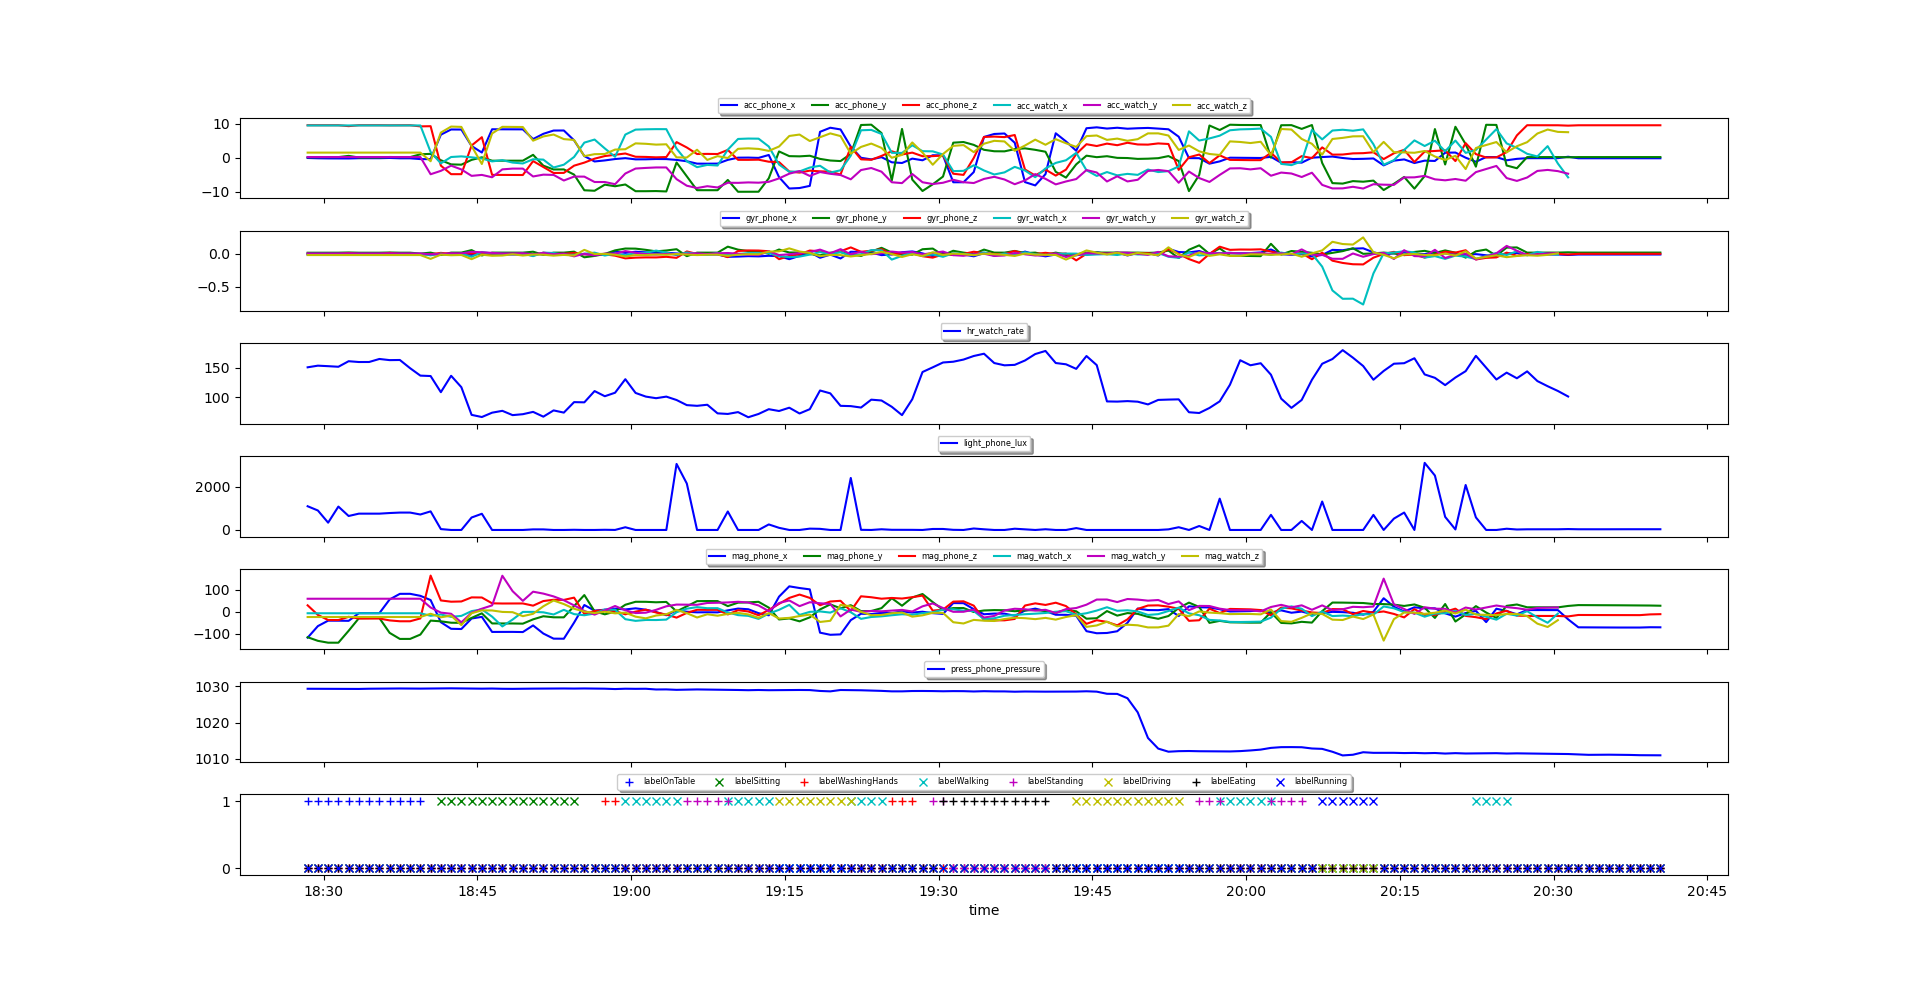 acc_phone_x acc_phone_y acc_phone_z acc_watch_x acc_watch_y acc_watch_z
10
0
−10
gyr_phone_x gyr_phone_y gyr_phone_z gyr_watch_x gyr_watch_y gyr_watch_z
0.0
−0.5
hr_watch_rate
150
100
light_phone_lux
2000
0
mag_phone_x mag_phone_y mag_phone_z mag_watch_x mag_watch_y mag_watch_z
100
0
−100
press_phone_pressure
1030
1020
1010
labelOnTable labelSitting labelWashingHands labelWalking labelStanding labelDriving labelEating labelRunning
1
0
18:30 18:45 19:00 19:15 19:30 19:45 20:00 20:15 20:30 20:45
time